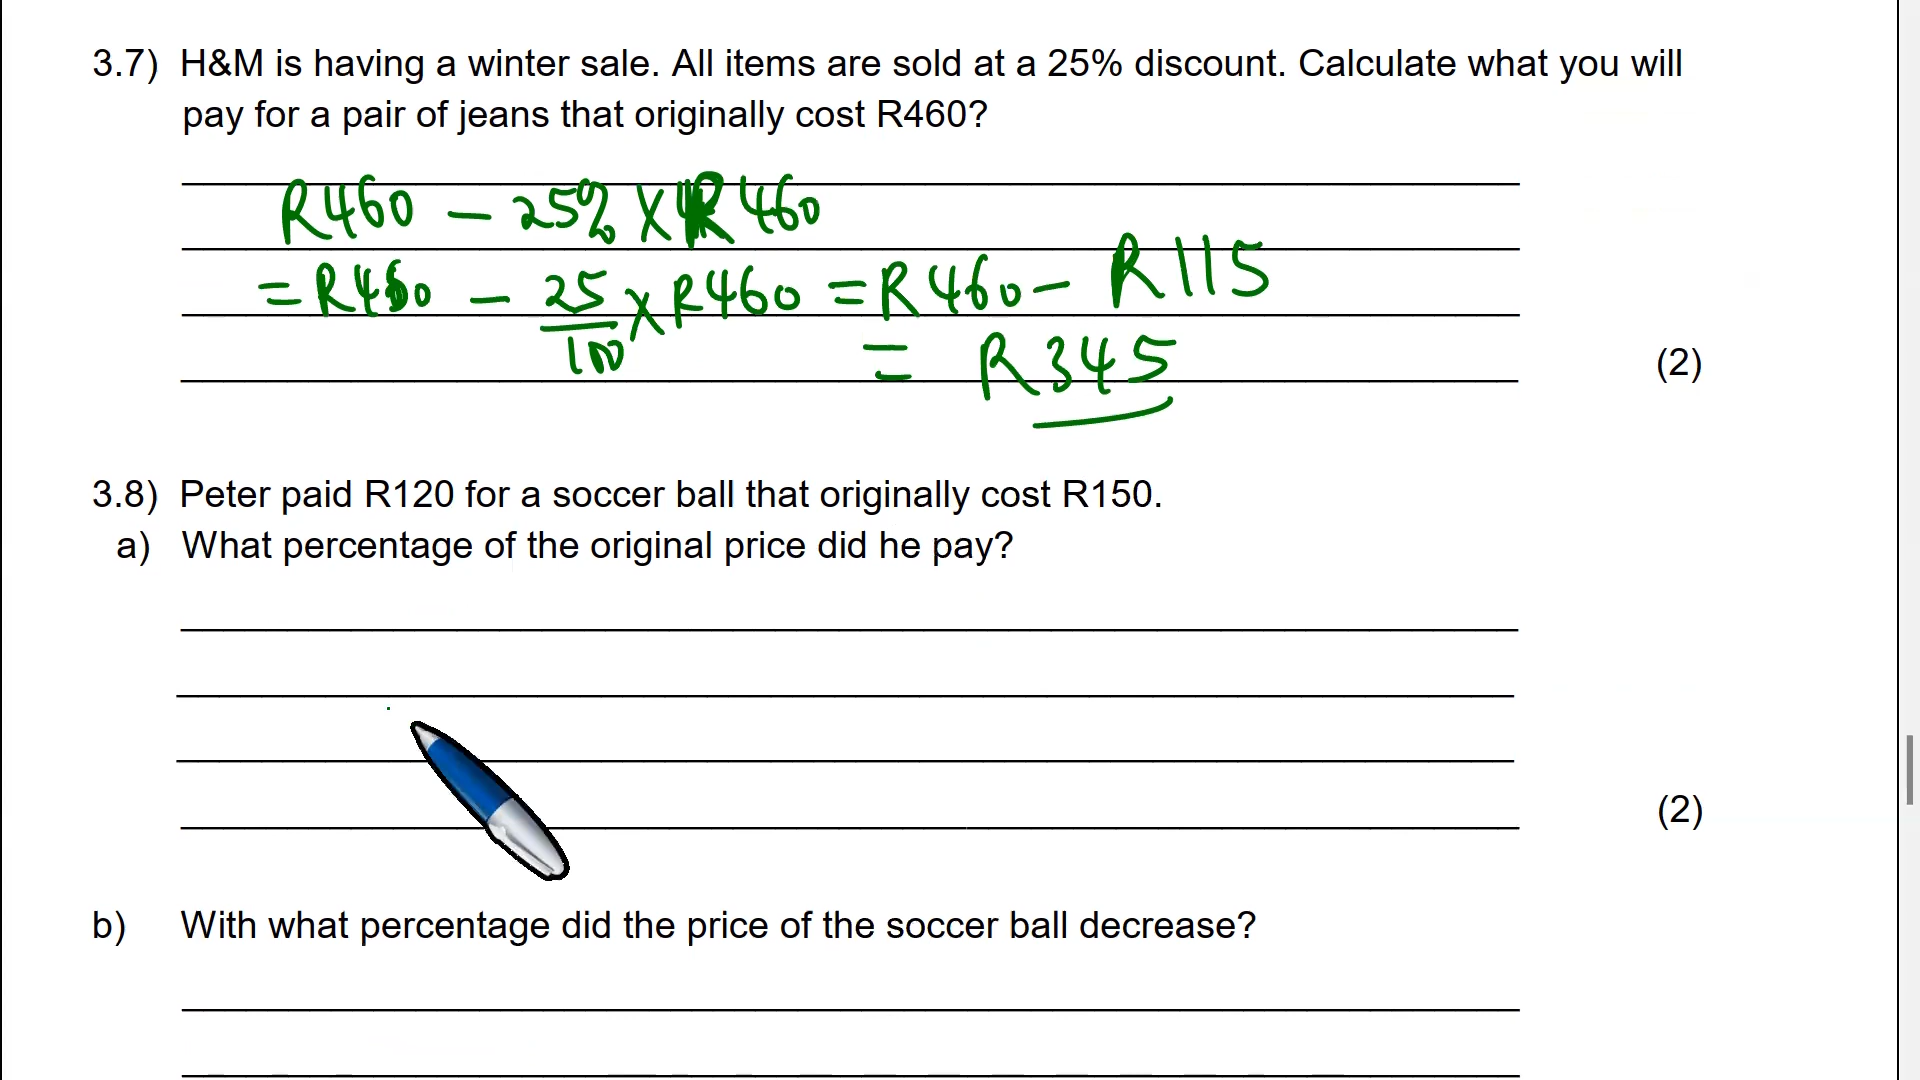 3.7) H&M is having a winter sale. All items are sold at a 25% discount. Calculate what you will
pay for a pair of jeans that originally cost R460?
R460 - 25% X R460
= R460 - 25/100 X R460 = R460 - R115
= R345
(2)
3.8) Peter paid R120 for a soccer ball that originally cost R150.
a) What percentage of the original price did he pay?
(2)
b) With what percentage did the price of the soccer ball decrease?